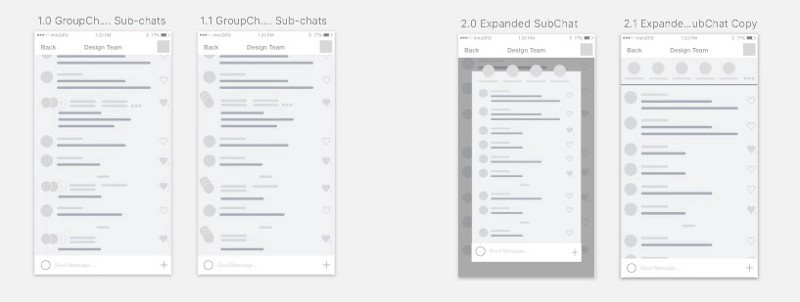 1.0 GroupCh.... Sub-chats
1:20 PM
Back
Design Team
Send Message...
1.1 GroupCh.... Sub-chats
1:20 PM
Back
Design Team
Send Message...
2.0 Expanded SubChat
1:20 PM
Back
Design Team
Send Message...
2.1 Expande...ubChat Copy
1:20 PM
Back
Design Team
Send Message...